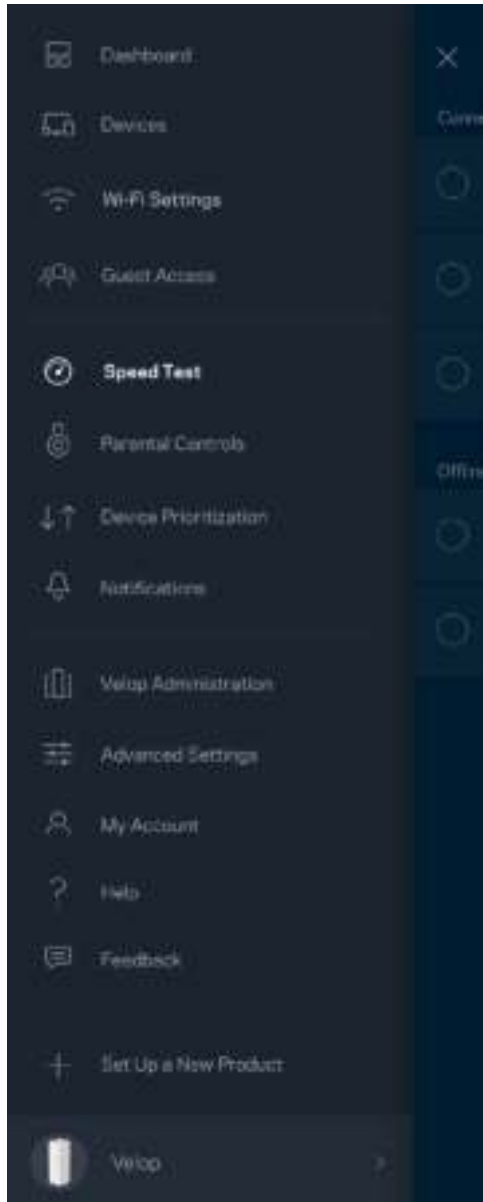 Dashboard
Devices
Wi-Fi Settings
Guest Access
Speed Test
Parental Controls
Device Prioritization
Notifications
Velop Administration
Advanced Settings
My Account
Help
Feedback
Set Up a New Product
Velop